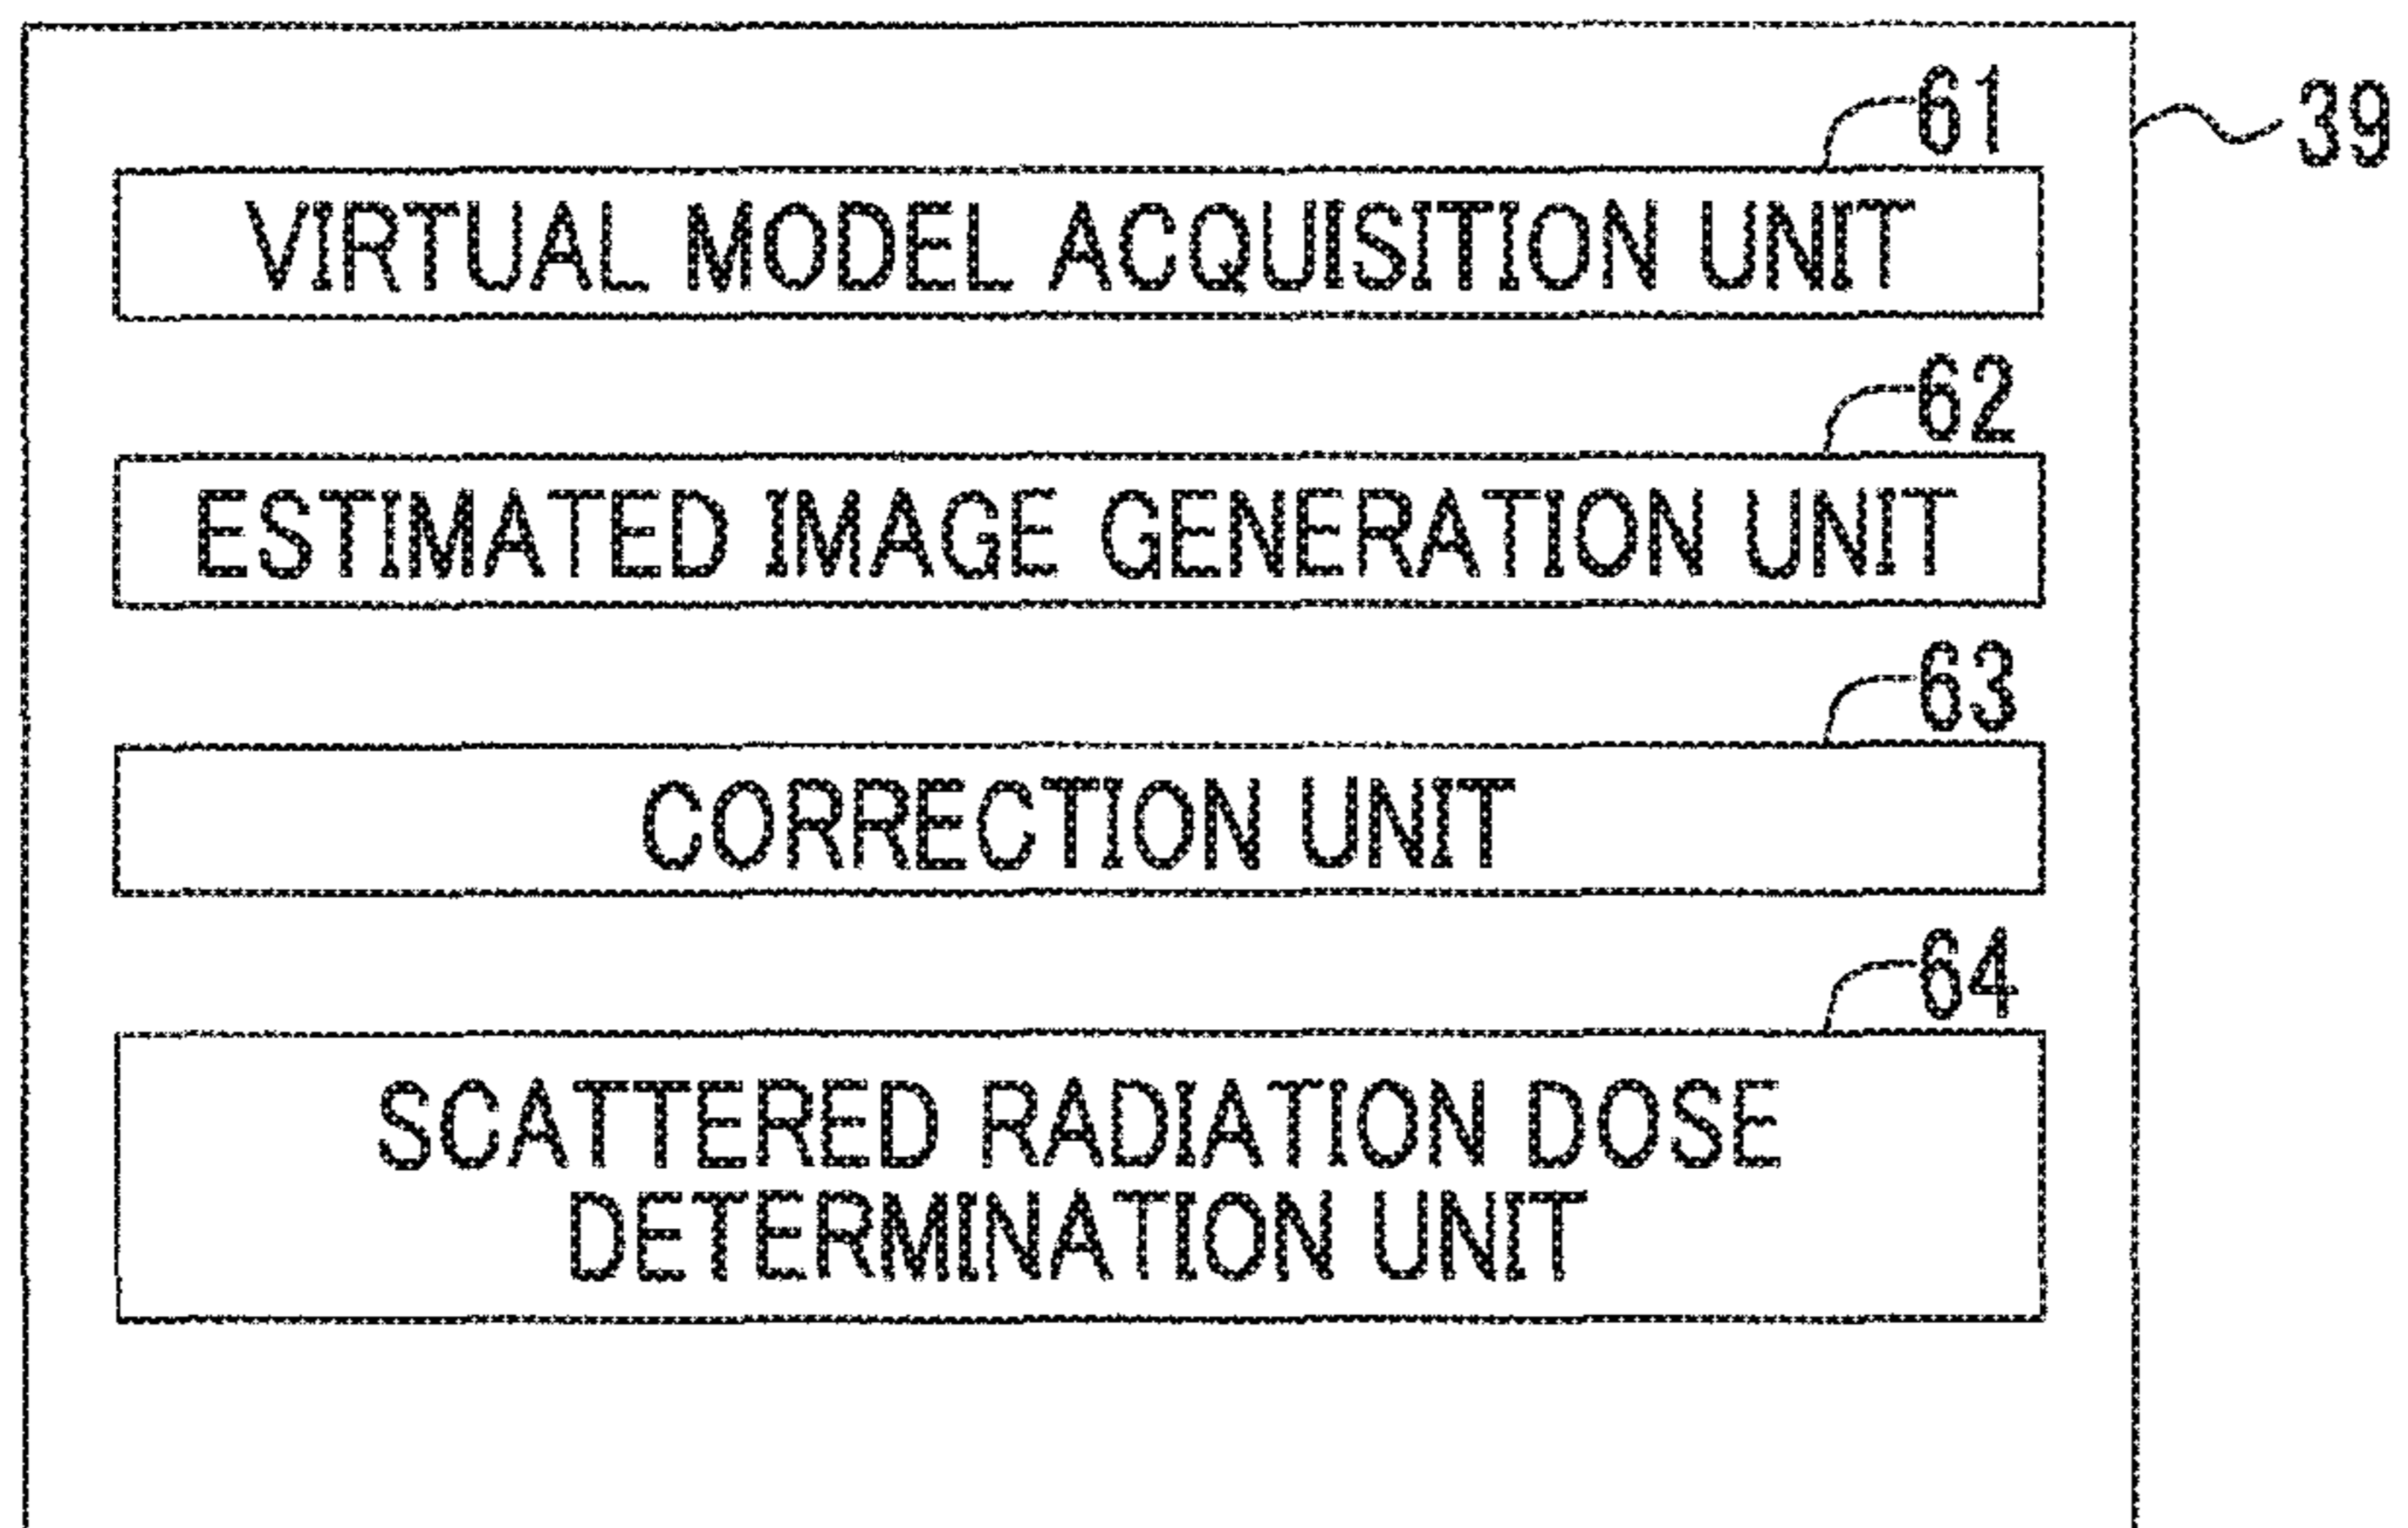 61
39
VIRTUAL MODEL ACQUISITION UNIT
62
ESTIMATED IMAGE GENERATION UNIT
63
CORRECTION UNIT
64
SCATTERED RADIATION DOSE
DETERMINATION UNIT